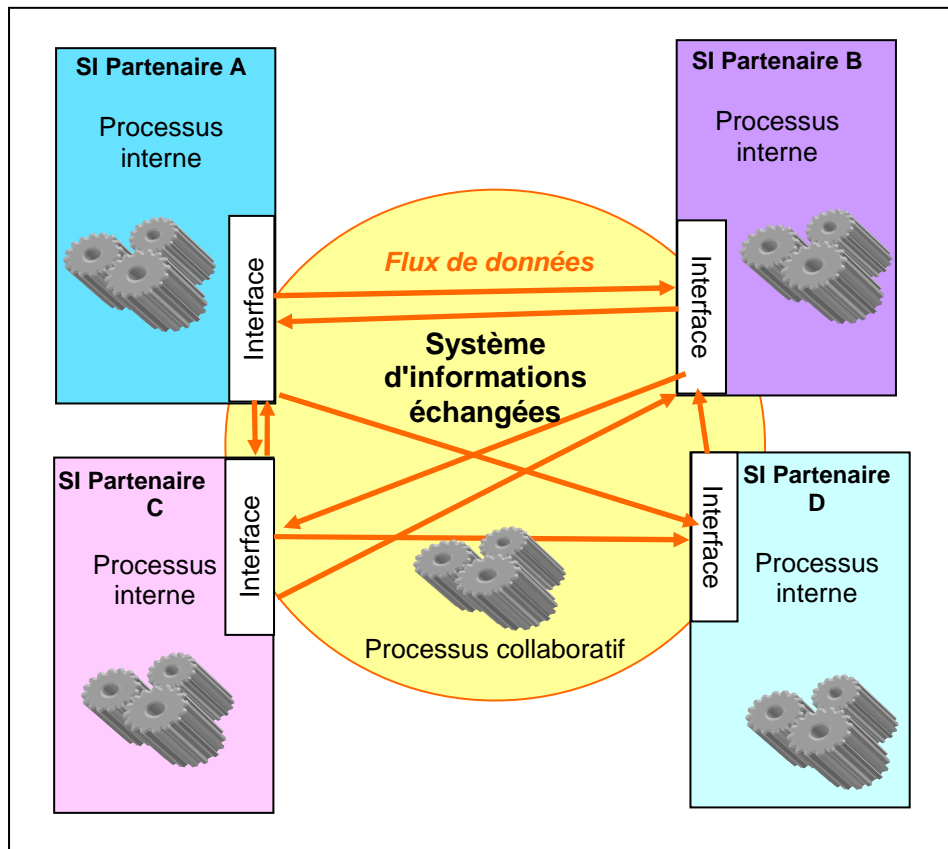 SI Partenaire A
Processus
interne
Interface
SI Partenaire B
Processus
interne
Interface
Flux de données
Système
d'informations
échangées
SI Partenaire
C
Processus
interne
Interface
SI Partenaire
D
Processus
interne
Interface
Processus collaboratif